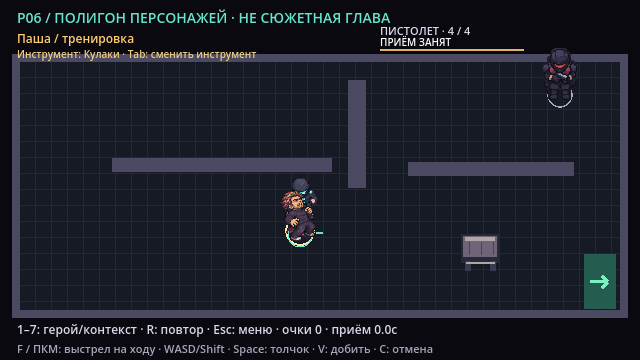 P06 / ПОЛИГОН ПЕРСОНАЖЕЙ · НЕ СЮЖЕТНАЯ ГЛАВА
Паша / тренировка
Инструмент: Кулаки · Tab: сменить инструмент
ПИСТОЛЕТ · 4 / 4
ПРИЁМ ЗАНЯТ
1–7: герой/контекст · R: повтор · Esc: меню · очки 0 · приём 0.0с
F / ПКМ: выстрел на ходу · WASD/Shift · Space: толчок · V: добить · C: отмена